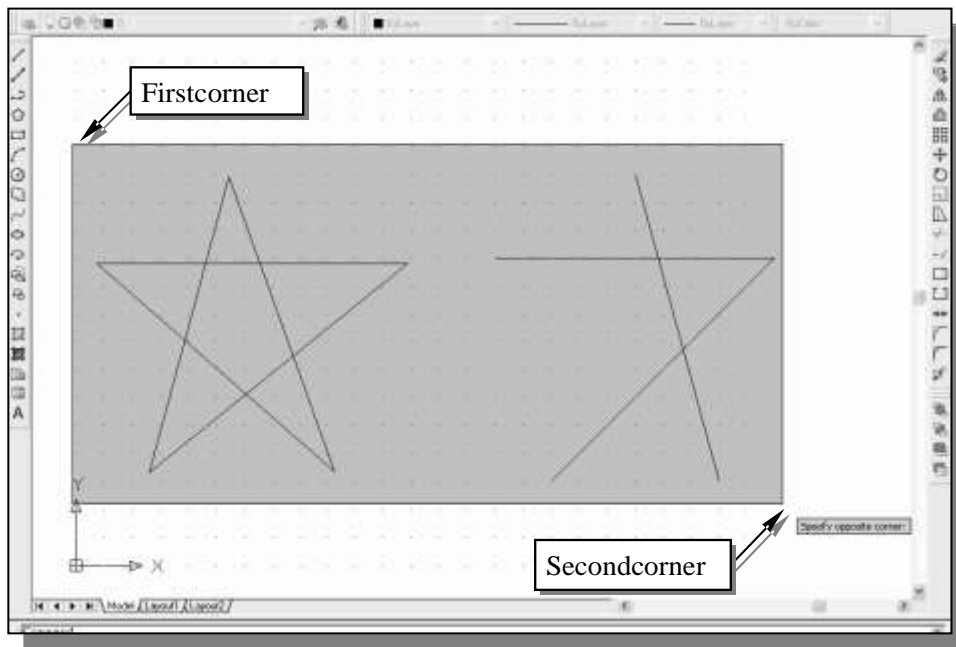 Firstcorner
Y
Specify opposite corner:
Secondcorner
X
Model Layout1 Layout2
A